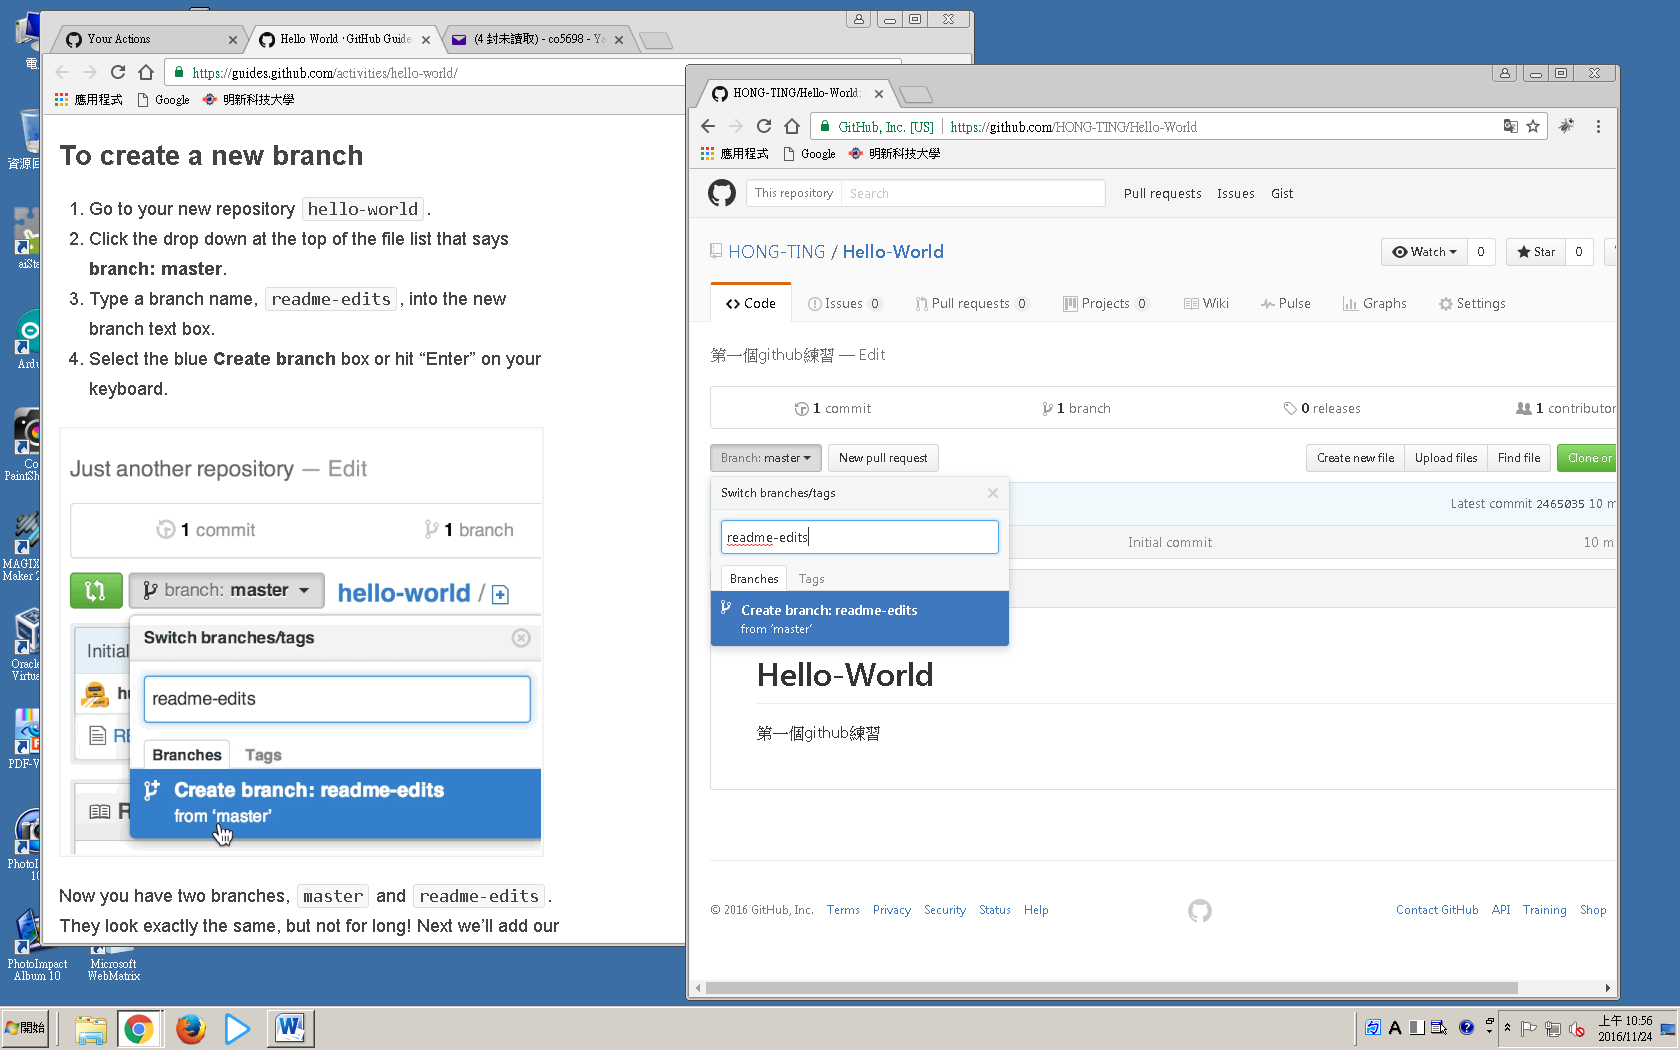 Your Actions
Hello World · GitHub Guide
(4 封未讀取) - co5698 - Ya
https://guides.github.com/activities/hello-world/
應用程式
Google
明新科技大學
To create a new branch
1. Go to your new repository hello-world .
2. Click the drop down at the top of the file list that says
branch: master.
3. Type a branch name, readme-edits , into the new
branch text box.
4. Select the blue Create branch box or hit “Enter” on your
keyboard.
Just another repository — Edit
1 commit
1 branch
branch: master
hello-world /
Switch branches/tags
Initial
readme-edits
Branches
Tags
Create branch: readme-edits
from ‘master’
Now you have two branches, master and readme-edits .
They look exactly the same, but not for long! Next we’ll add our
HONG-TING/Hello-World:
GitHub, Inc. [US]
https://github.com/HONG-TING/Hello-World
應用程式
Google
明新科技大學
This repository
Search
Pull requests
Issues
Gist
HONG-TING / Hello-World
Watch
0
Star
0
Code
Issues 0
Pull requests 0
Projects 0
Wiki
Pulse
Graphs
Settings
第一個github練習 — Edit
1 commit
1 branch
0 releases
1 contributor
Branch: master
New pull request
Create new file
Upload files
Find file
Clone or
Switch branches/tags
Latest commit 2465035 10 m
readme-edits
Initial commit
10 m
Branches
Tags
Create branch: readme-edits
from ‘master’
Hello-World
第一個github練習
© 2016 GitHub, Inc.
Terms
Privacy
Security
Status
Help
Contact GitHub
API
Training
Shop
PhotoImpact
Album 10
Microsoft
WebMatrix
開始
上午 10:56
2016/11/24